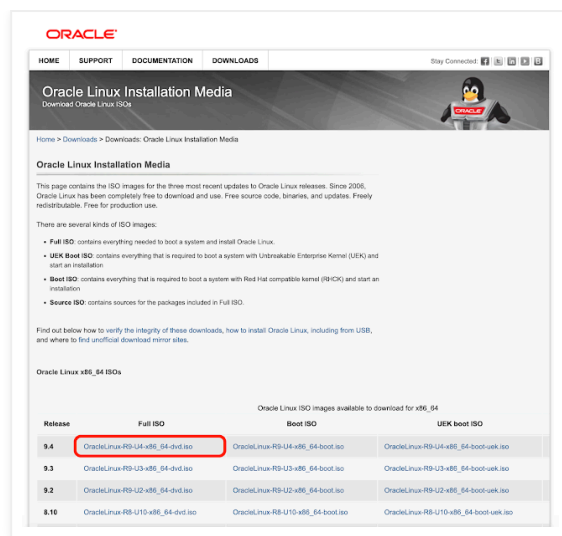 ORACLE
HOME SUPPORT DOCUMENTATION DOWNLOADS Stay Connected:
Oracle Linux Installation Media
Download Oracle Linux ISOs
ORACLE
Home > Downloads > Downloads: Oracle Linux Installation Media
Oracle Linux Installation Media
This page contains the ISO images for the three most recent updates to Oracle Linux releases. Since 2006,
Oracle Linux has been completely free to download and use. Free source code, binaries, and updates. Freely
redistributable. Free for production use.
There are several kinds of ISO images:
• Full ISO: contains everything needed to boot a system and install Oracle Linux.
• UEK Boot ISO: contains everything that is required to boot a system with Unbreakable Enterprise Kernel (UEK) and
start an installation
• Boot ISO: contains everything that is required to boot a system with Red Hat compatible kernel (RHCK) and start an
installation
• Source ISO: contains sources for the packages included in Full ISO.
Find out below how to verify the integrity of these downloads, how to install Oracle Linux, including from USB,
and where to find unofficial download mirror sites.
Oracle Linux x86_64 ISOs
Oracle Linux ISO images available to download for x86_64
Release Full ISO Boot ISO UEK boot ISO
9.4 OracleLinux-R9-U4-x86_64-dvd.iso OracleLinux-R9-U4-x86_64-boot.iso OracleLinux-R9-U4-x86_64-boot-uek.iso
9.3 OracleLinux-R9-U3-x86_64-dvd.iso OracleLinux-R9-U3-x86_64-boot.iso OracleLinux-R9-U3-x86_64-boot-uek.iso
9.2 OracleLinux-R9-U2-x86_64-dvd.iso OracleLinux-R9-U2-x86_64-boot.iso OracleLinux-R9-U2-x86_64-boot-uek.iso
8.10 OracleLinux-R8-U10-x86_64-dvd.iso OracleLinux-R8-U10-x86_64-boot.iso OracleLinux-R8-U10-x86_64-boot-uek.iso